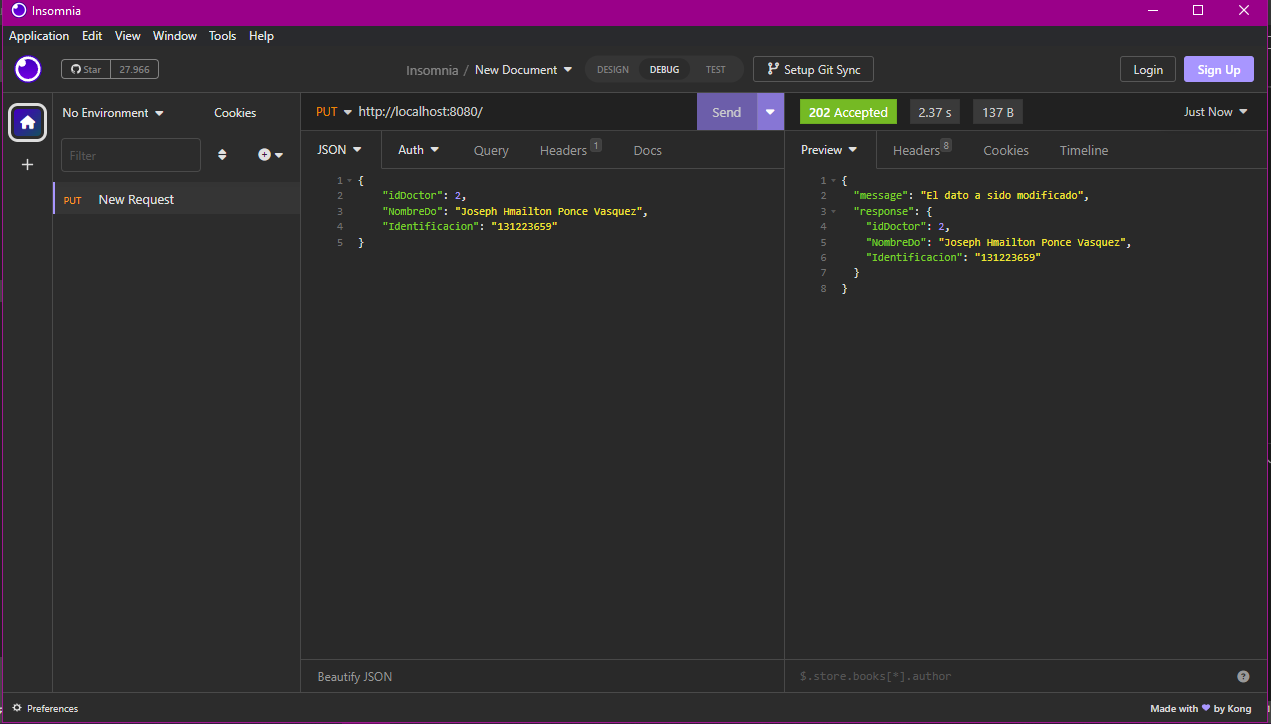 Insomnia
Application Edit View Window Tools Help
Star 27.966 Insomnia / New Document DESIGN DEBUG TEST Setup Git Sync Login Sign Up
No Environment Cookies PUT http://localhost:8080/ Send 202 Accepted 2.37 s 137 B Just Now
Filter
JSON Auth Query Headers 1 Docs
Preview Headers 8 Cookies Timeline
PUT New Request
1 {
2 "idDoctor": 2,
3 "NombreDo": "Joseph Hmailton Ponce Vasquez",
4 "Identificacion": "131223659"
5 }
1 {
2 "message": "El dato a sido modificado",
3 "response": {
4 "idDoctor": 2,
5 "NombreDo": "Joseph Hmailton Ponce Vasquez",
6 "Identificacion": "131223659"
7 }
8 }
Beautify JSON
$.store.books[*].author ?
Preferences
Made with ❤ by Kong